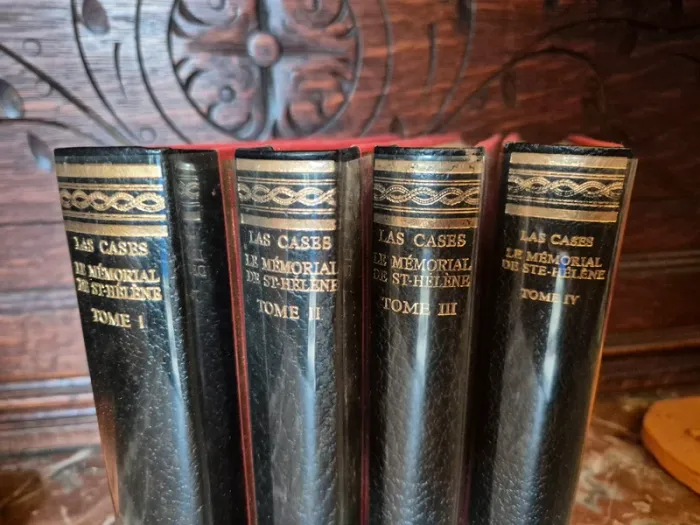 LAS CASES
LE MÉMORIAL
DE ST-HÉLÈNE
TOME I
LAS CASES
LE MÉMORIAL
DE ST-HÉLÈNE
TOME II
LAS CASES
LE MÉMORIAL
DE ST-HÉLÈNE
TOME III
LAS CASES
LE MÉMORIAL
DE STE-HÉLÈNE
TOME IV